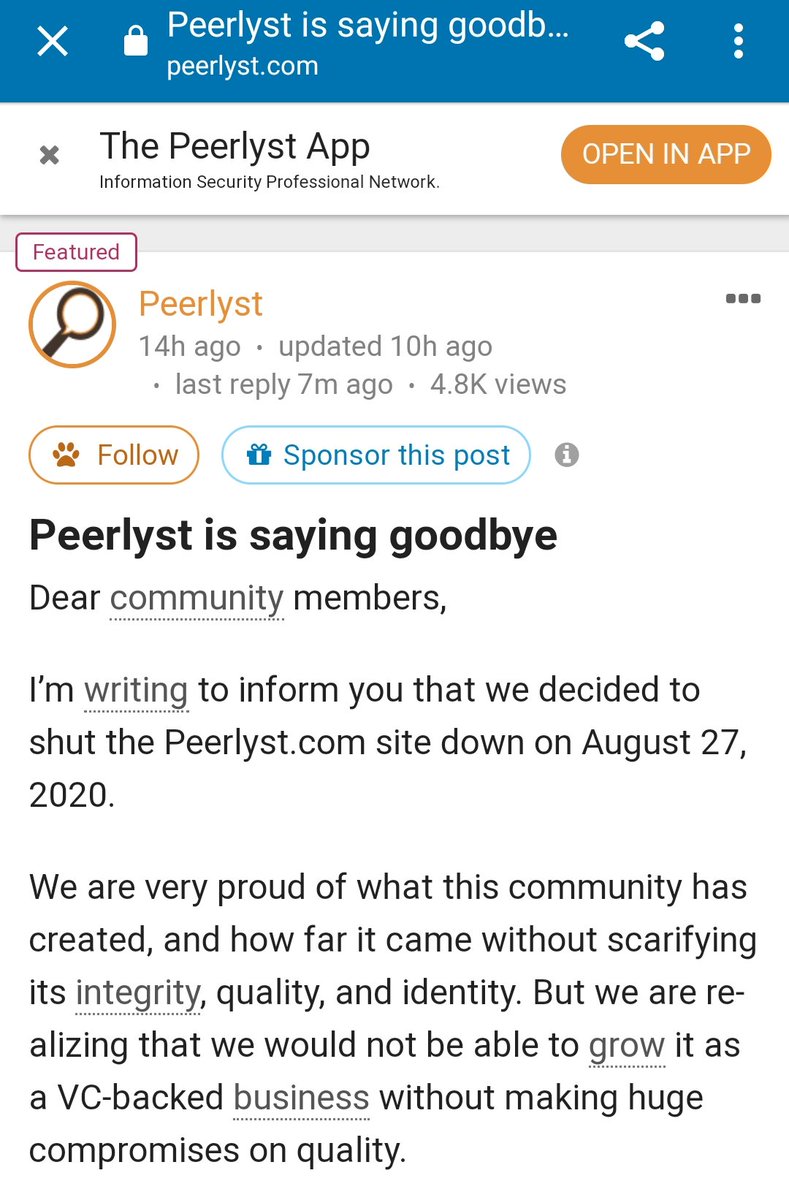 Peerlyst is saying goodb...
peerlyst.com
The Peerlyst App
Information Security Professional Network.
OPEN IN APP
Featured
Peerlyst
14h ago · updated 10h ago
· last reply 7m ago · 4.8K views
Follow
Sponsor this post
Peerlyst is saying goodbye
Dear community members,
I'm writing to inform you that we decided to
shut the Peerlyst.com site down on August 27,
2020.
We are very proud of what this community has
created, and how far it came without scarifying
its integrity, quality, and identity. But we are re-
alizing that we would not be able to grow it as
a VC-backed business without making huge
compromises on quality.